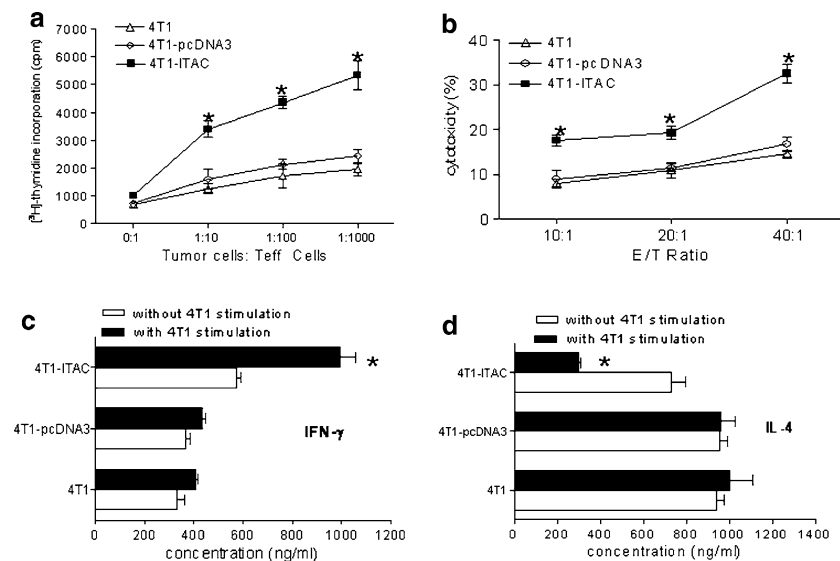 a
4T1
4T1-pcDNA3
4T1-ITAC
[³H]-thymidine incorporation (cpm)
7000
6000
5000
4000
3000
2000
1000
0
* * *
0:1 1:10 1:100 1:1000
Tumor cells: Teff Cells
b
4T1
4T1-pcDNA3
4T1-ITAC
cytotoxiaty (%)
40
30
20
10
0
* * *
10:1 20:1 40:1
E/T Ratio
c
without 4T1 stimulation
with 4T1 stimulation
4T1-ITAC
*
4T1-pcDNA3
IFN-γ
4T1
0 200 400 600 800 1000 1200
concentration (ng/ml)
d
without 4T1 stimulation
with 4T1 stimulation
4T1-ITAC
*
4T1-pcDNA3
IL-4
4T1
0 200 400 600 800 1000 1200 1400
concentration (ng/ml)